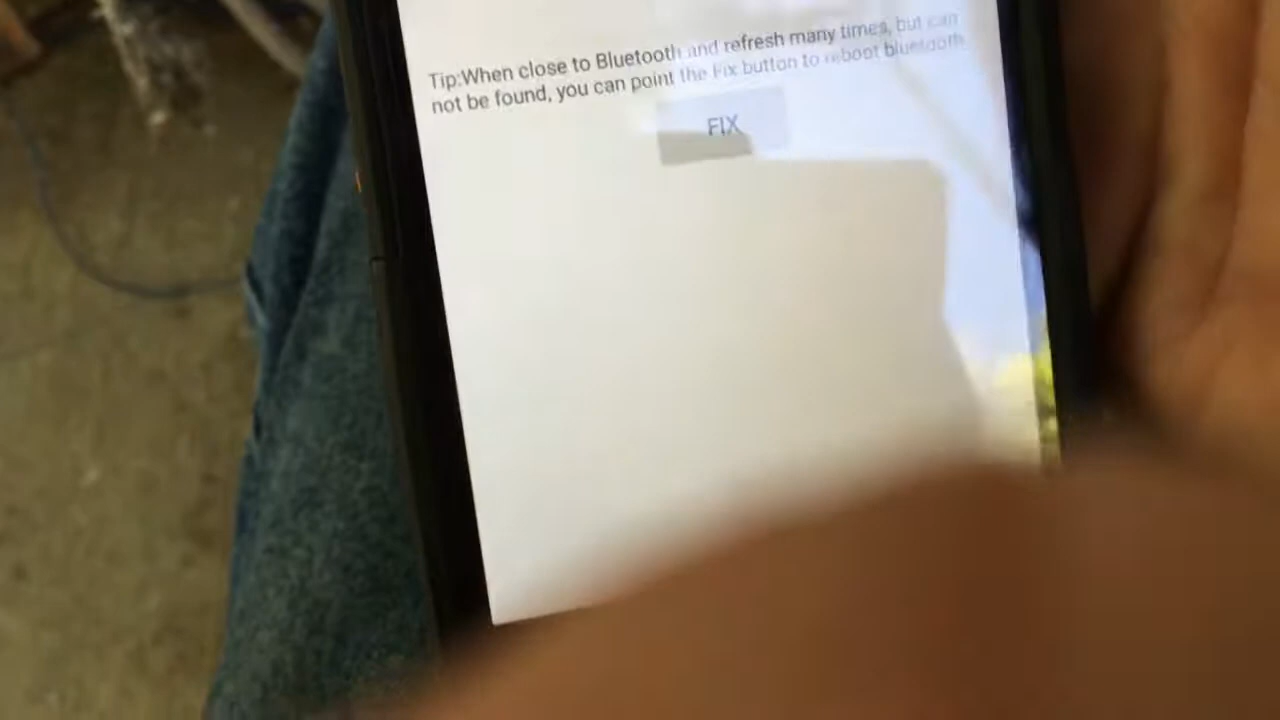 Tip:When close to Bluetooth and refresh many times, but can
not be found, you can point the Fix button to reboot bluetooth.
FIX